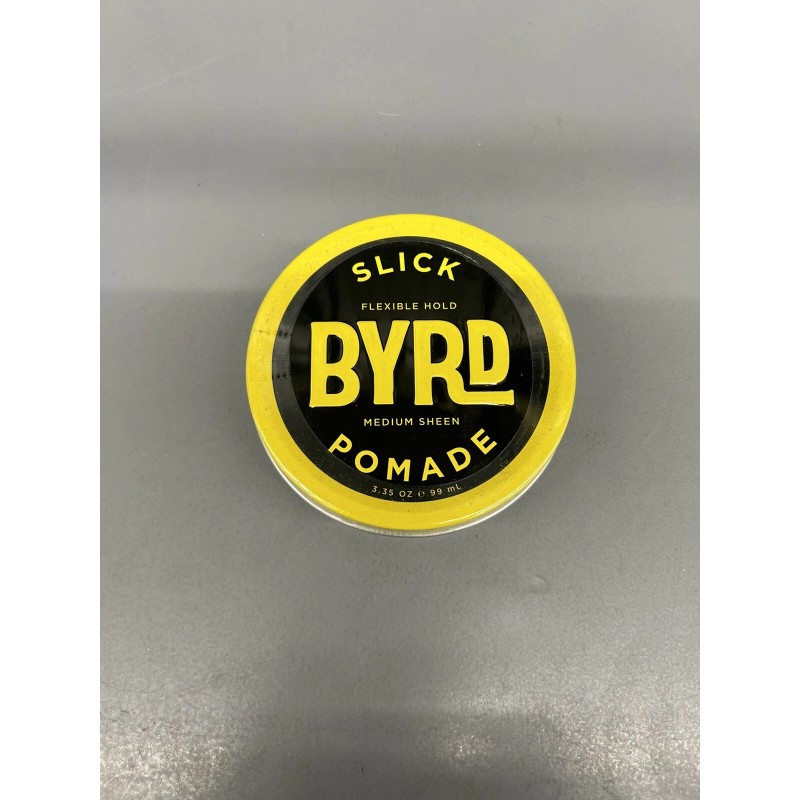 SLICK
FLEXIBLE HOLD
BYRD
MEDIUM SHEEN
POMADE
3.35 OZ ℮ 99 mL